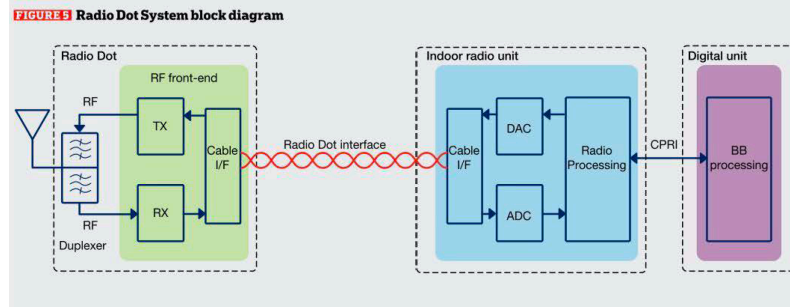 FIGURE 5 Radio Dot System block diagram
Radio Dot
RF front-end
RF
TX
Cable
I/F
RX
RF
Duplexer
Radio Dot interface
Indoor radio unit
Cable
I/F
DAC
ADC
Radio
Processing
CPRI
Digital unit
BB
processing